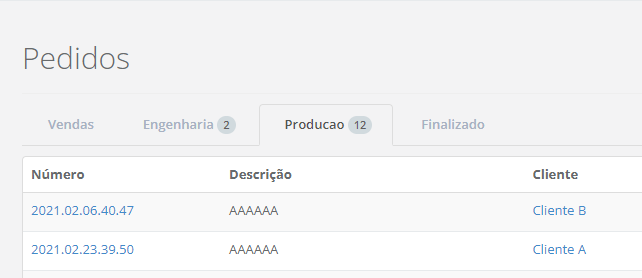 Pedidos
Vendas Engenharia 2 Producao 12 Finalizado
Número Descrição Cliente
2021.02.06.40.47 AAAAAA Cliente B
2021.02.23.39.50 AAAAAA Cliente A